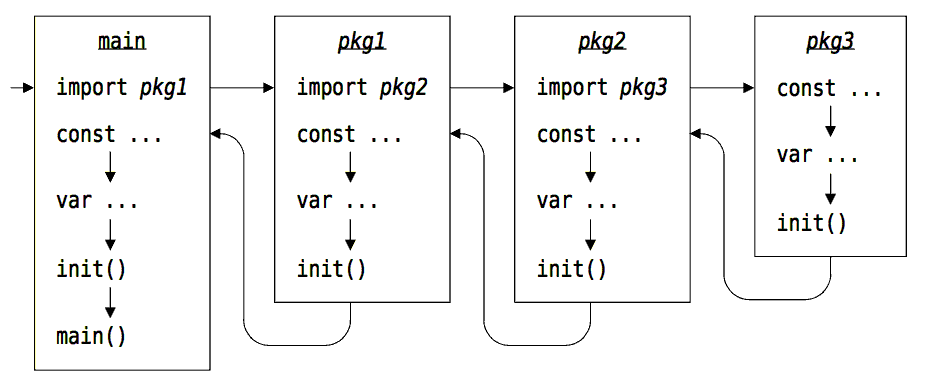 main
import pkg1
const ...
var ...
init()
main()
pkg1
import pkg2
const ...
var ...
init()
pkg2
import pkg3
const ...
var ...
init()
pkg3
const ...
var ...
init()